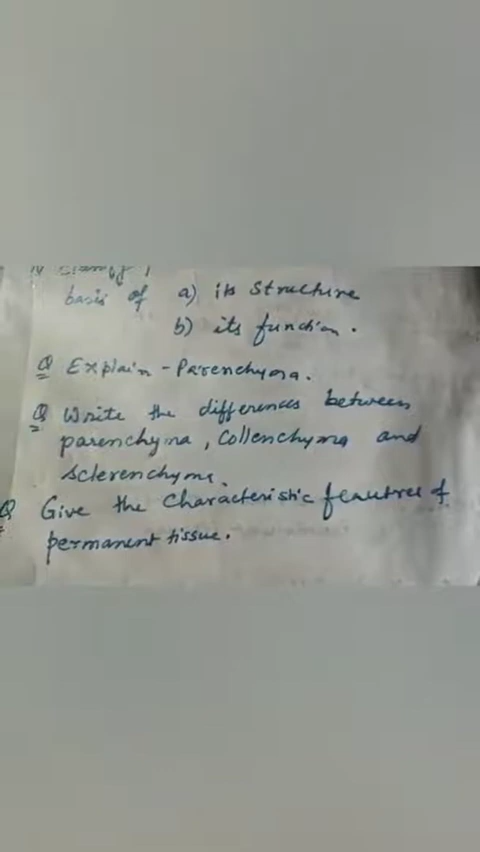 basis of a) its Structure
b) its function.
Q Explain - Parenchyma.
Q Write the differences between
parenchyma, Collenchyma and
sclerenchyma.
Q Give the Characteristic feautres of
permanent tissue.